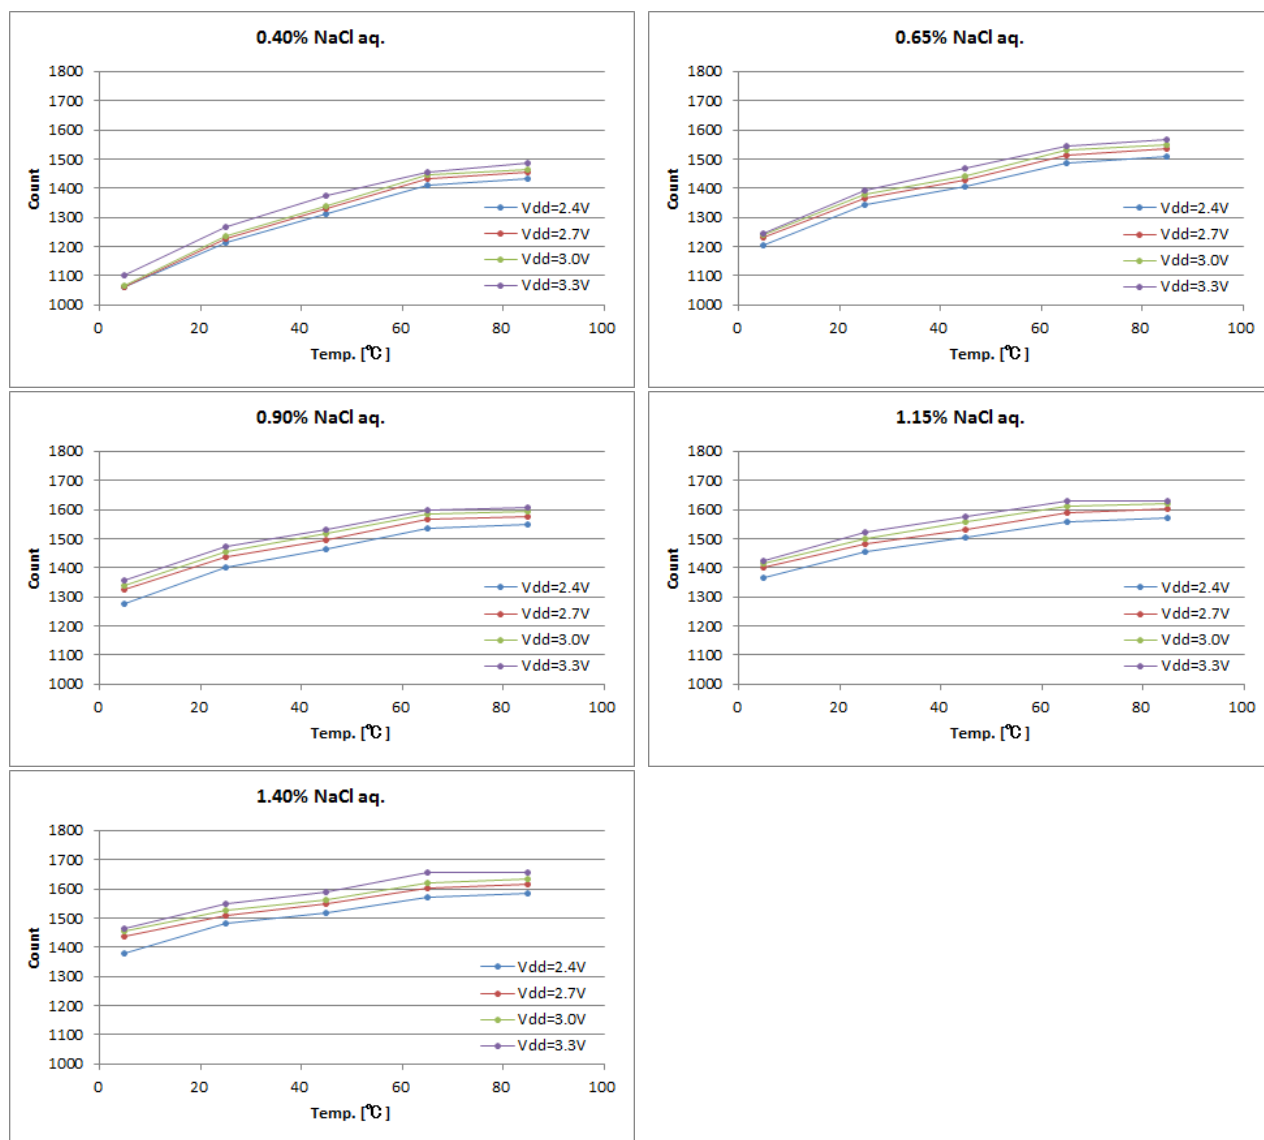 0.40% NaCl aq.
1800
1700
1600
1500
1400
1300
1200
1100
1000
Count
0 20 40 60 80 100
Temp. [℃]
Vdd=2.4V
Vdd=2.7V
Vdd=3.0V
Vdd=3.3V
0.65% NaCl aq.
1800
1700
1600
1500
1400
1300
1200
1100
1000
Count
0 20 40 60 80 100
Temp. [℃]
Vdd=2.4V
Vdd=2.7V
Vdd=3.0V
Vdd=3.3V
0.90% NaCl aq.
1800
1700
1600
1500
1400
1300
1200
1100
1000
Count
0 20 40 60 80 100
Temp. [℃]
Vdd=2.4V
Vdd=2.7V
Vdd=3.0V
Vdd=3.3V
1.15% NaCl aq.
1800
1700
1600
1500
1400
1300
1200
1100
1000
Count
0 20 40 60 80 100
Temp. [℃]
Vdd=2.4V
Vdd=2.7V
Vdd=3.0V
Vdd=3.3V
1.40% NaCl aq.
1800
1700
1600
1500
1400
1300
1200
1100
1000
Count
0 20 40 60 80 100
Temp. [℃]
Vdd=2.4V
Vdd=2.7V
Vdd=3.0V
Vdd=3.3V